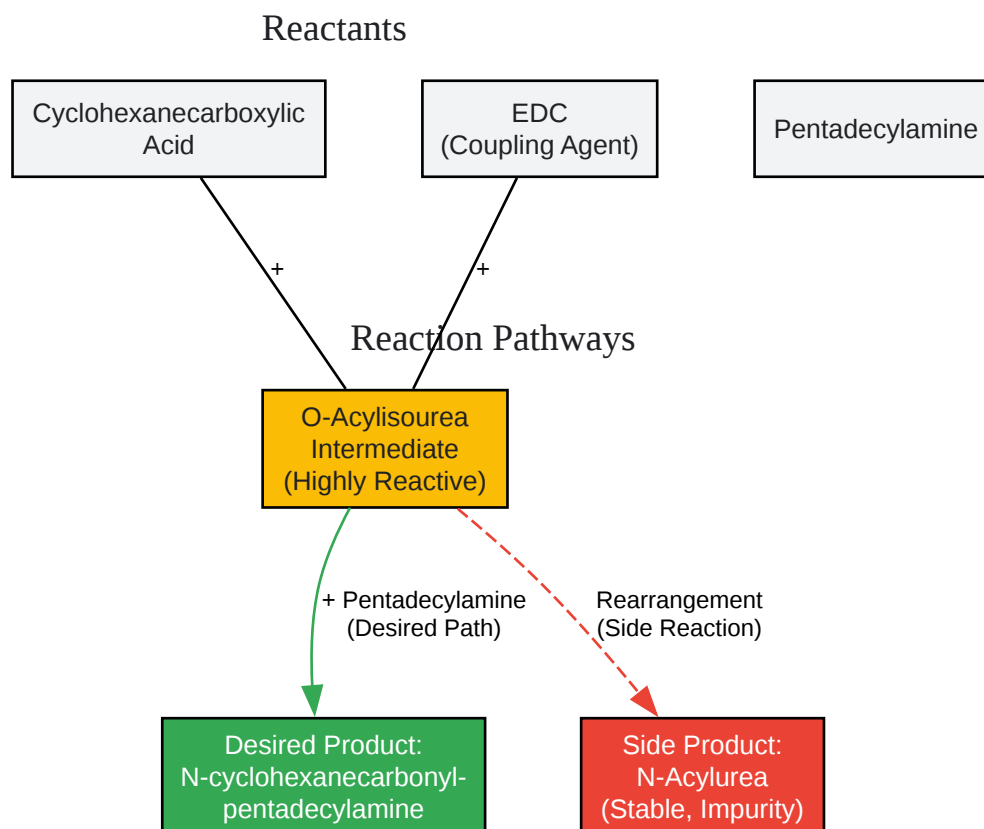 Reactants
Cyclohexanecarboxylic
Acid
EDC
(Coupling Agent)
Pentadecylamine
+
+
Reaction Pathways
O-Acylisourea
Intermediate
(Highly Reactive)
+ Pentadecylamine
(Desired Path)
Rearrangement
(Side Reaction)
Desired Product:
N-cyclohexanecarbonyl-
pentadecylamine
Side Product:
N-Acylurea
(Stable, Impurity)